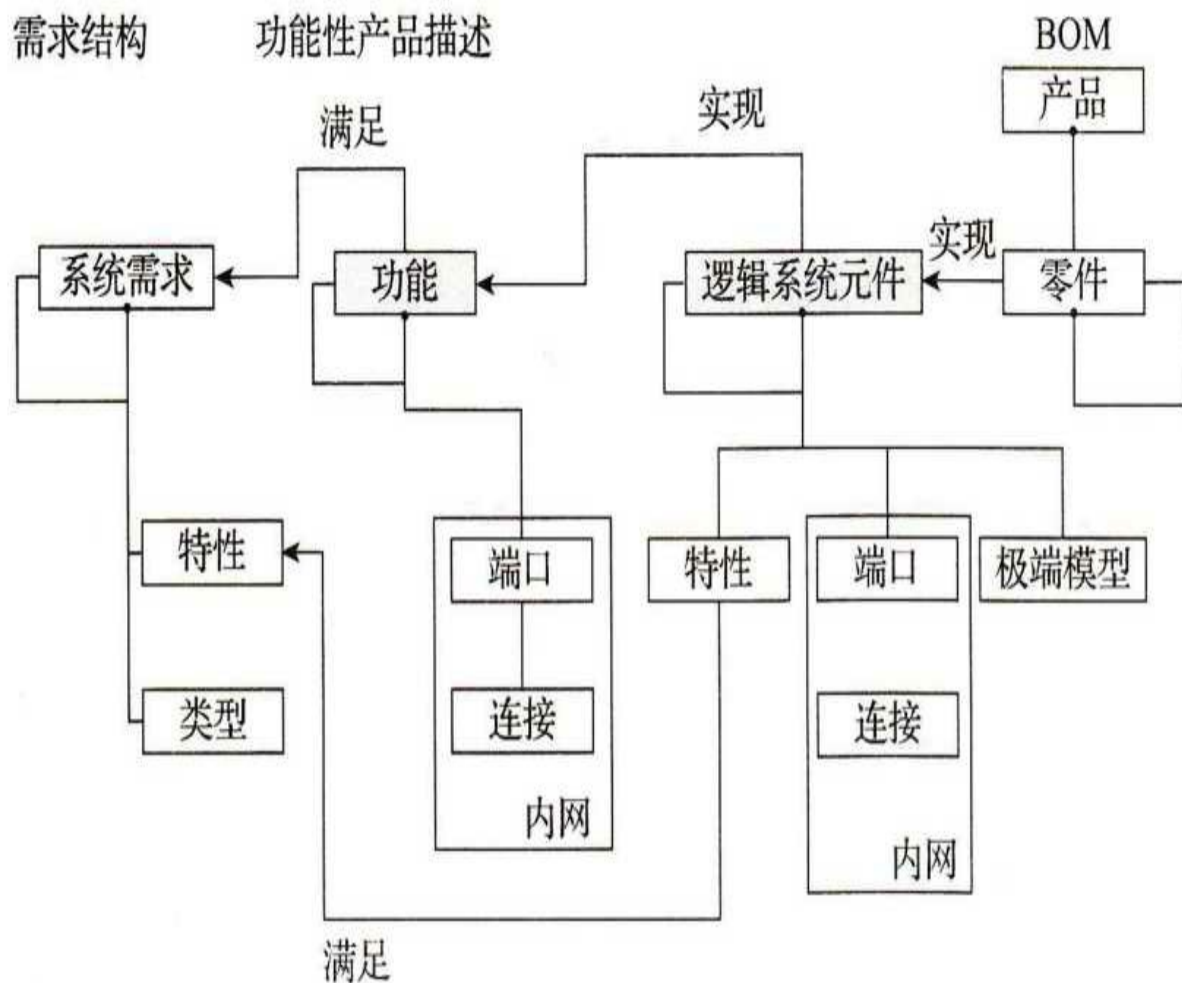 需求结构
功能性产品描述
BOM
产品
满足
实现
实现
系统需求
功能
逻辑系统元件
零件
特性
端口
特性
端口
极端模型
类型
连接
连接
内网
内网
满足